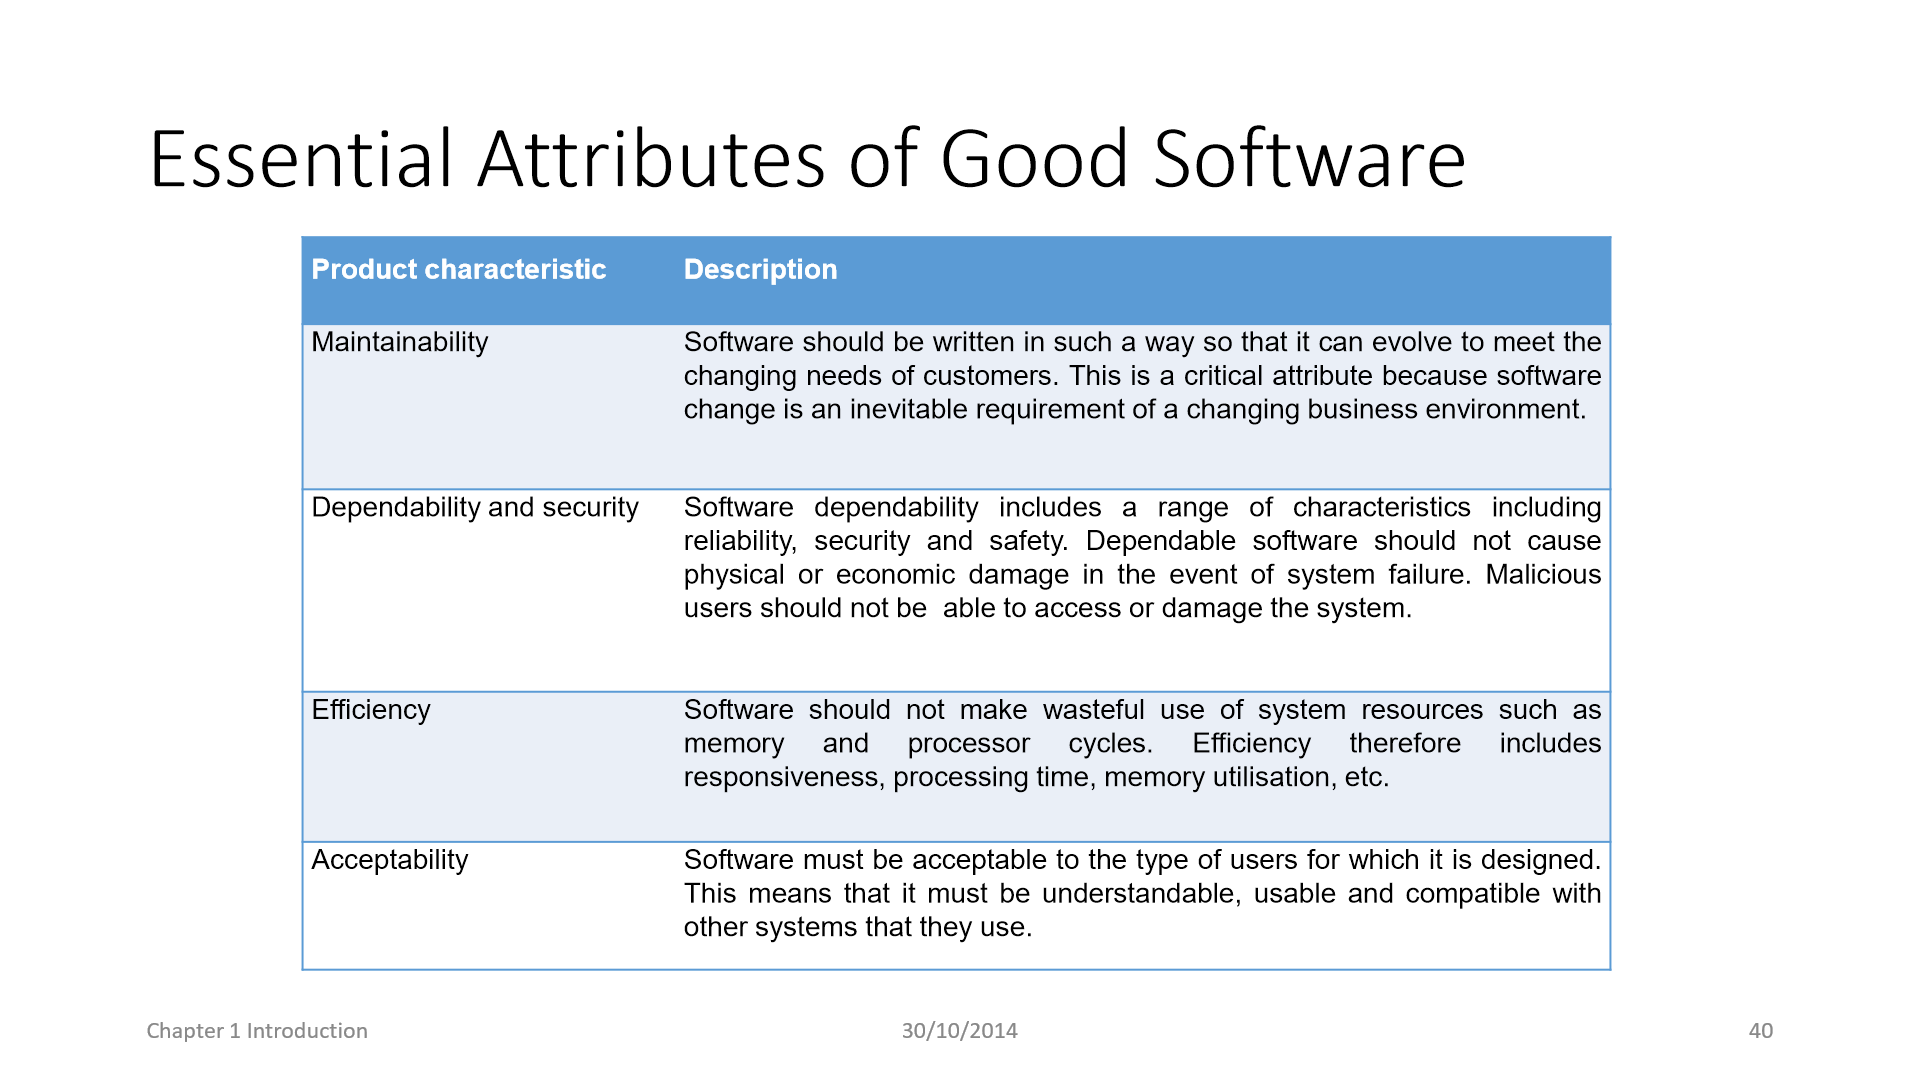 Essential Attributes of Good Software
Product characteristic
Description
Maintainability
Software should be written in such a way so that it can evolve to meet the
changing needs of customers. This is a critical attribute because software
change is an inevitable requirement of a changing business environment.
Dependability and security
Software dependability includes a range of characteristics including
reliability, security and safety. Dependable software should not cause
physical or economic damage in the event of system failure. Malicious
users should not be  able to access or damage the system.
Efficiency
Software should not make wasteful use of system resources such as
memory and processor cycles. Efficiency therefore includes
responsiveness, processing time, memory utilisation, etc.
Acceptability
Software must be acceptable to the type of users for which it is designed.
This means that it must be understandable, usable and compatible with
other systems that they use.
Chapter 1 Introduction
30/10/2014
40